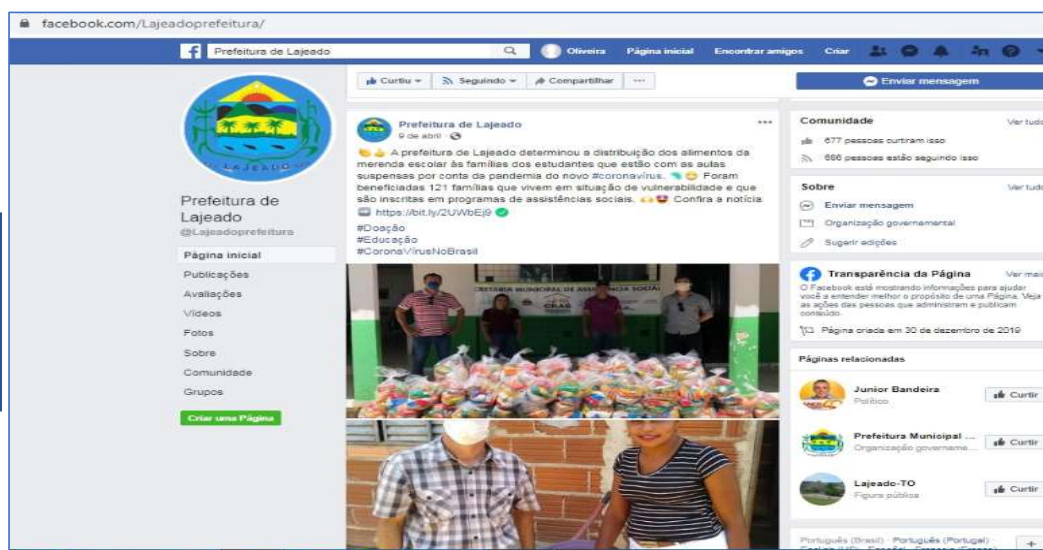 facebook.com/Lajeadoprefeitura/
Prefeitura de Lajeado
Oliveira Página inicial Encontrar amigos Criar
Curtiu Seguindo Compartilhar ...
Enviar mensagem
LAJEADO
Prefeitura de
Lajeado
@Lajeadoprefeitura
Página inicial
Publicações
Avaliações
Vídeos
Fotos
Sobre
Comunidade
Grupos
Criar uma Página
Prefeitura de Lajeado
9 de abril
A prefeitura de Lajeado determinou a distribuição dos alimentos da
merenda escolar às famílias dos estudantes que estão com as aulas
suspensas por conta da pandemia do novo #coronavírus. Foram
beneficiadas 121 famílias que vivem em situação de vulnerabilidade e que
são inscritas em programas de assistências sociais. Confira a notícia
https://bit.ly/2UWbEj9
#Doação
#Educação
#CoronaVírusNoBrasil
MUNICIPAL DE
Comunidade Ver tudo
677 pessoas curtiram isso
686 pessoas estão seguindo isso
Sobre Ver tudo
Enviar mensagem
Organização governamental
Sugerir edições
Transparência da Página Ver mais
O Facebook está mostrando informações para ajudar
você a entender melhor o propósito de uma Página. Veja
as ações das pessoas que administram e publicam
conteúdo.
Página criada em 30 de dezembro de 2019
Páginas relacionadas
Junior Bandeira
Político
Curtir
Prefeitura Municipal ...
Organização govername...
Curtir
Lajeado-TO
Figura pública
Curtir
Português (Brasil) · Português (Portugal) ·